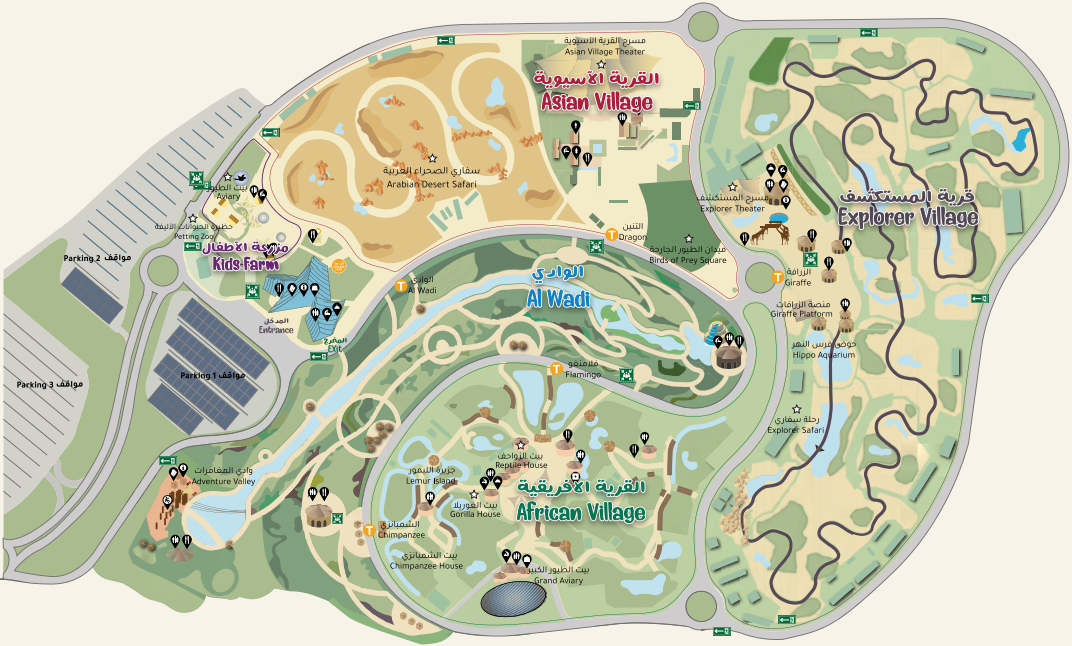 مسرح القرية الآسيوية
Asian Village Theater
القرية الآسيوية
Asian Village
سفاري الصحراء العربية
Arabian Desert Safari
بيت الطيور
Aviary
حظيرة الحيوانات الأليفة
Petting Zoo
مزرعة الأطفال
Kids Farm
مواقف Parking 2
المدخل
Entrance
المخرج
EXit
مواقف Parking 1
مواقف Parking 3
الوادي
Al Wadi
T
التنين
Dragon
T
ميدان الطيور الجارحة
Birds of Prey Square
الوادي
Al Wadi
مسرح المستكشف
Explorer Theater
قرية المستكشف
Explorer Village
الزرافة
Giraffe
T
منصة الزرافات
Giraffe Platform
حوض فرس النهر
Hippo Aquarium
رحلة سفاري
Explorer Safari
فلامنغو
Flamingo
T
وادي المغامرات
Adventure Valley
جزيرة الليمور
Lemur Island
بيت الزواحف
Reptile House
بيت الغوريلا
Gorilla House
القرية الأفريقية
African Village
الشمبانزي
Chimpanzee
T
بيت الشمبانزي
Chimpanzee House
بيت الطيور الكبير
Grand Aviary